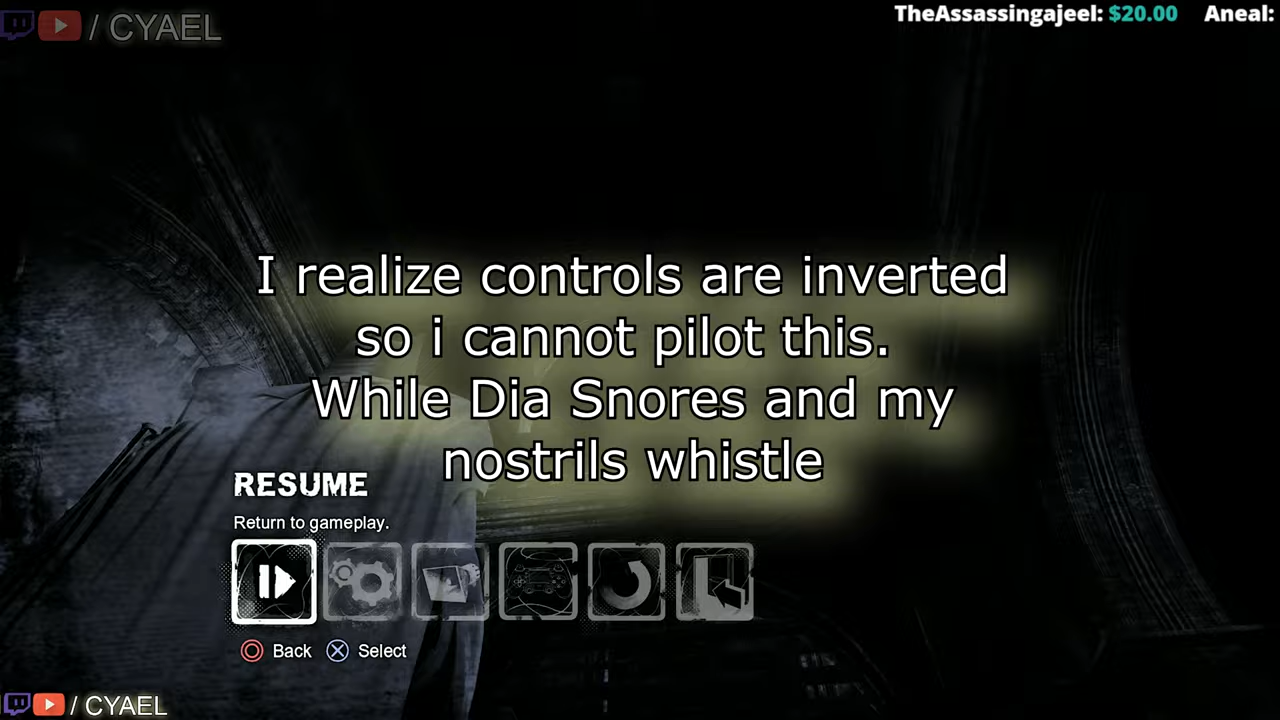 / CYAEL
TheAssassingajeel: $20.00 Aneal:
I realize controls are inverted
so i cannot pilot this.
While Dia Snores and my
nostrils whistle
RESUME
Return to gameplay.
Back Select
/ CYAEL